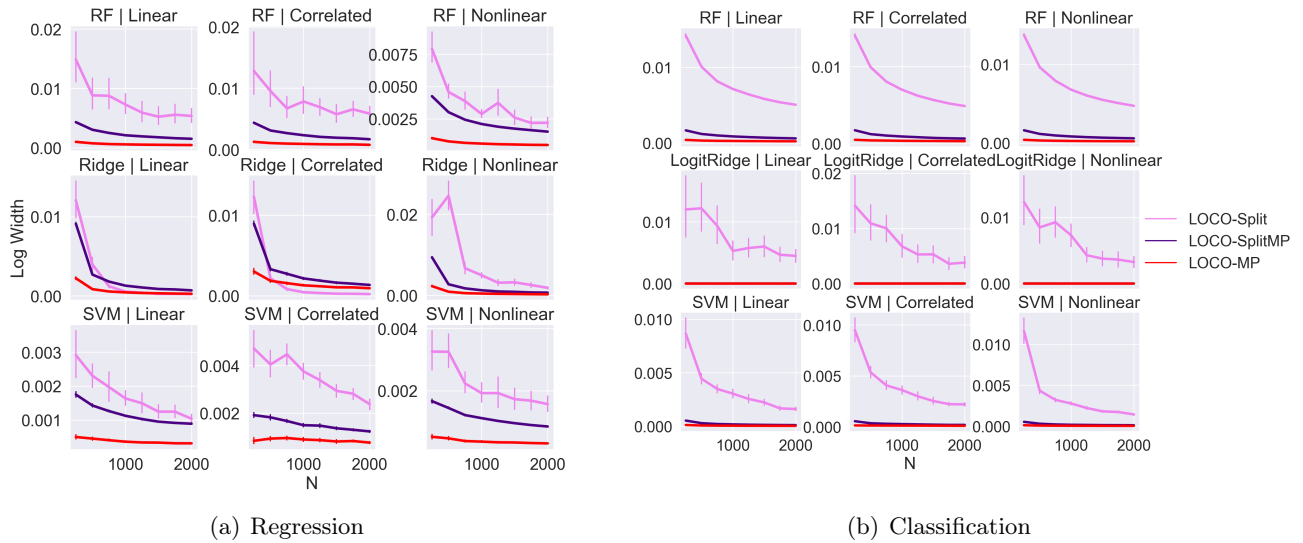 RF | Linear
RF | Correlated
RF | Nonlinear
0.02
0.01
0.00
0.02
0.01
0.00
0.0075
0.0050
0.0025
Ridge | Linear
Ridge | Correlated
Ridge | Nonlinear
0.01
0.00
0.01
0.00
0.02
0.00
Log Width
SVM | Linear
SVM | Correlated
SVM | Nonlinear
0.003
0.002
0.001
0.004
0.002
0.004
0.002
1000 2000
1000 2000
1000 2000
N
(a) Regression
RF | Linear
RF | Correlated
RF | Nonlinear
0.01
0.01
0.01
LogitRidge | Linear
LogitRidge | Correlated
LogitRidge | Nonlinear
0.01
0.00
0.02
0.01
0.00
0.01
0.00
SVM | Linear
SVM | Correlated
SVM | Nonlinear
0.010
0.005
0.000
0.010
0.005
0.000
0.010
0.005
0.000
1000 2000
1000 2000
1000 2000
N
LOCO-Split
LOCO-SplitMP
LOCO-MP
(b) Classification